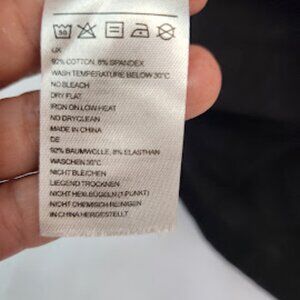 UK
92% COTTON, 8% SPANDEX
WASH TEMPERATURE BELOW 30°C
NO BLEACH
DRY FLAT
IRON ON LOW HEAT
NO DRYCLEAN
MADE IN CHINA
DE
92% BAUMWOLLE, 8% ELASTHAN
WASCHEN 30°C
NICHT BLEICHEN
LIEGEND TROCKNEN
NICHT HEIß BÜGELN (1 PUNKT)
NICHT CHEMISCH REINIGEN
IN CHINA HERGESTELLT